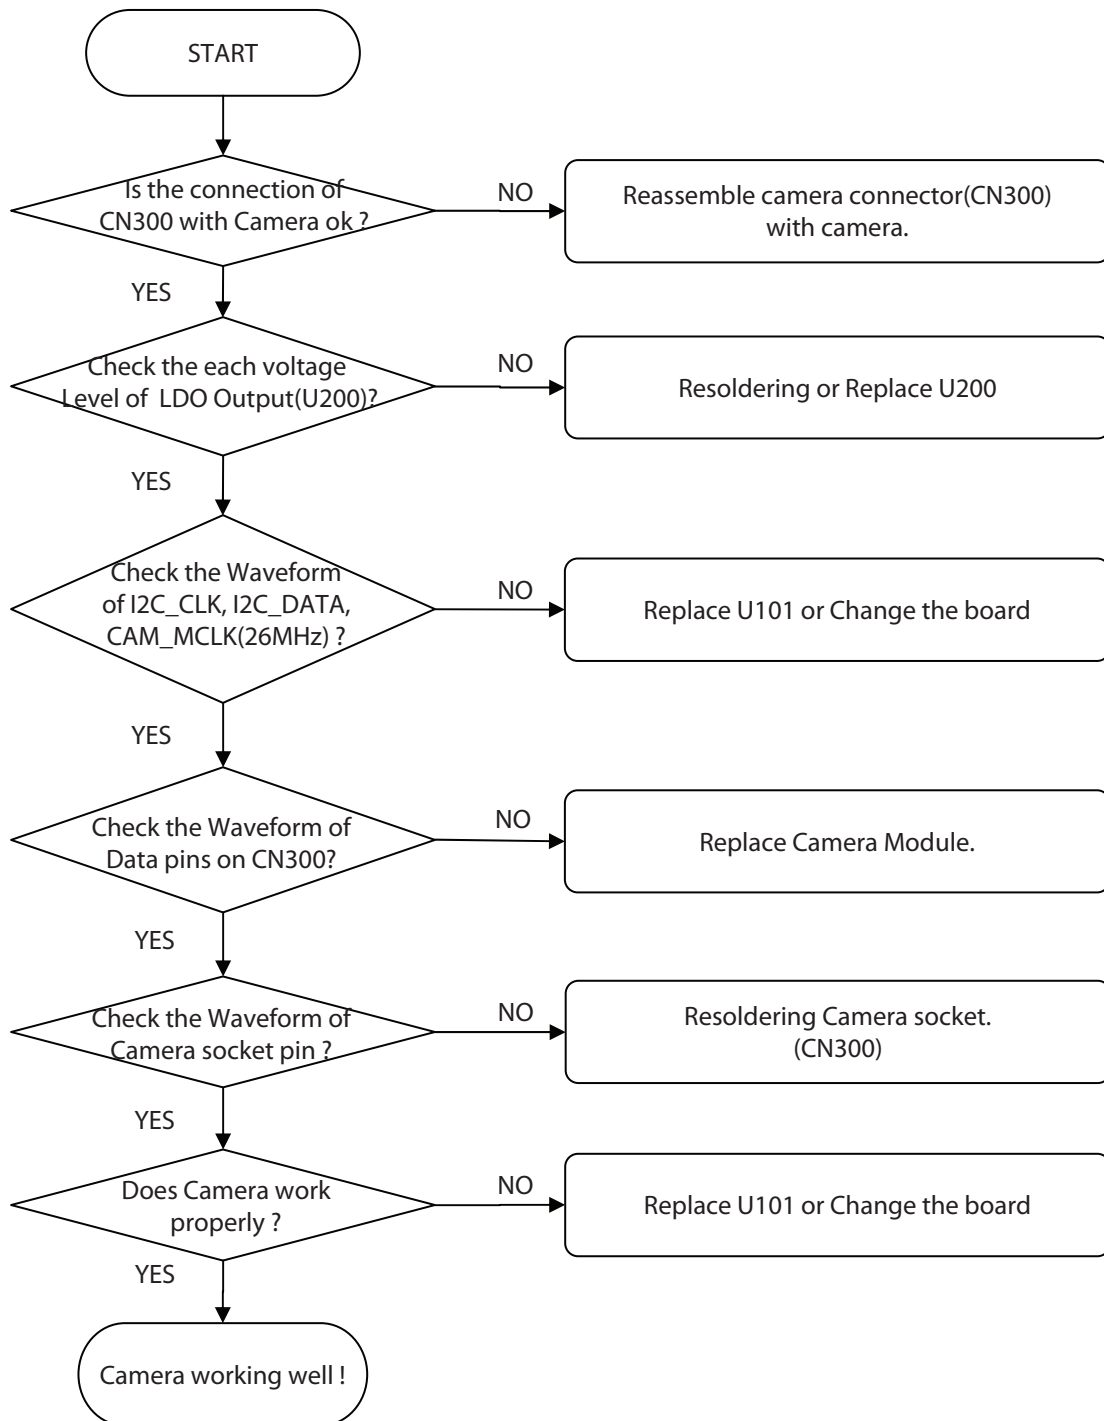 START
Is the connection of
CN300 with Camera ok ?
NO
Reassemble camera connector(CN300)
with camera.
YES
Check the each voltage
Level of LDO Output(U200)?
NO
Resoldering or Replace U200
YES
Check the Waveform
of I2C_CLK, I2C_DATA,
CAM_MCLK(26MHz) ?
NO
Replace U101 or Change the board
YES
Check the Waveform of
Data pins on CN300?
NO
Replace Camera Module.
YES
Check the Waveform of
Camera socket pin ?
NO
Resoldering Camera socket.
(CN300)
YES
Does Camera work
properly ?
NO
Replace U101 or Change the board
YES
Camera working well !